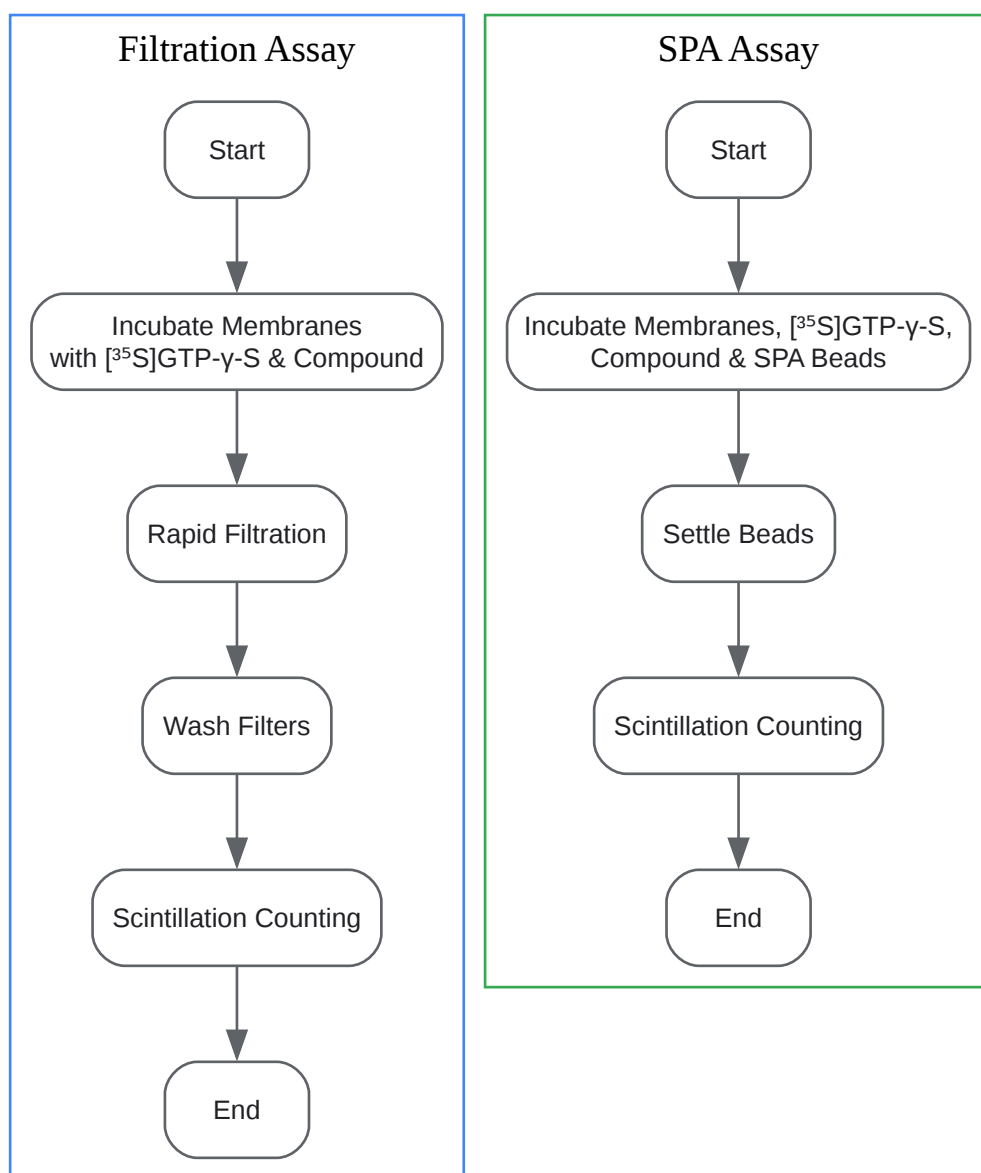 Filtration Assay
Start
Incubate Membranes
with [³⁵S]GTP-γ-S & Compound
Rapid Filtration
Wash Filters
Scintillation Counting
End
SPA Assay
Start
Incubate Membranes, [³⁵S]GTP-γ-S,
Compound & SPA Beads
Settle Beads
Scintillation Counting
End